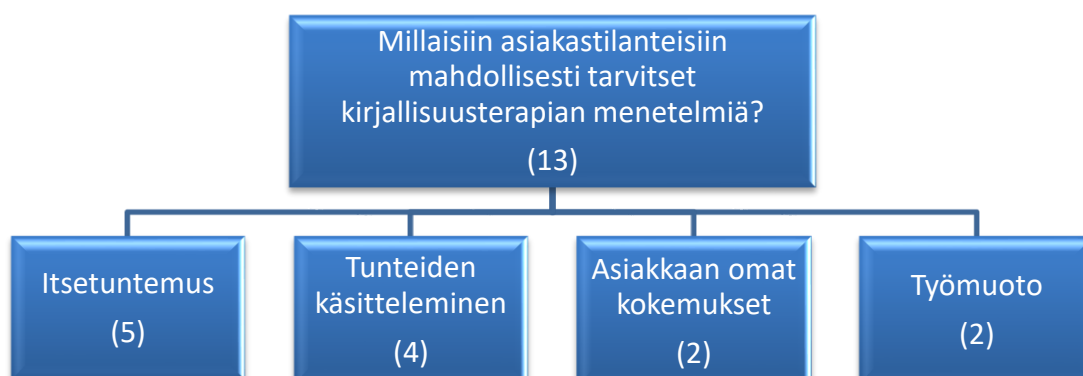 Millaisiin asiakastilanteisiin
mahdollisesti tarvitset
kirjallisuusterapian menetelmiä?
(13)
Itsetuntemus
(5)
Tunteiden
käsitteleminen
(4)
Asiakkaan omat
kokemukset
(2)
Työmuoto
(2)